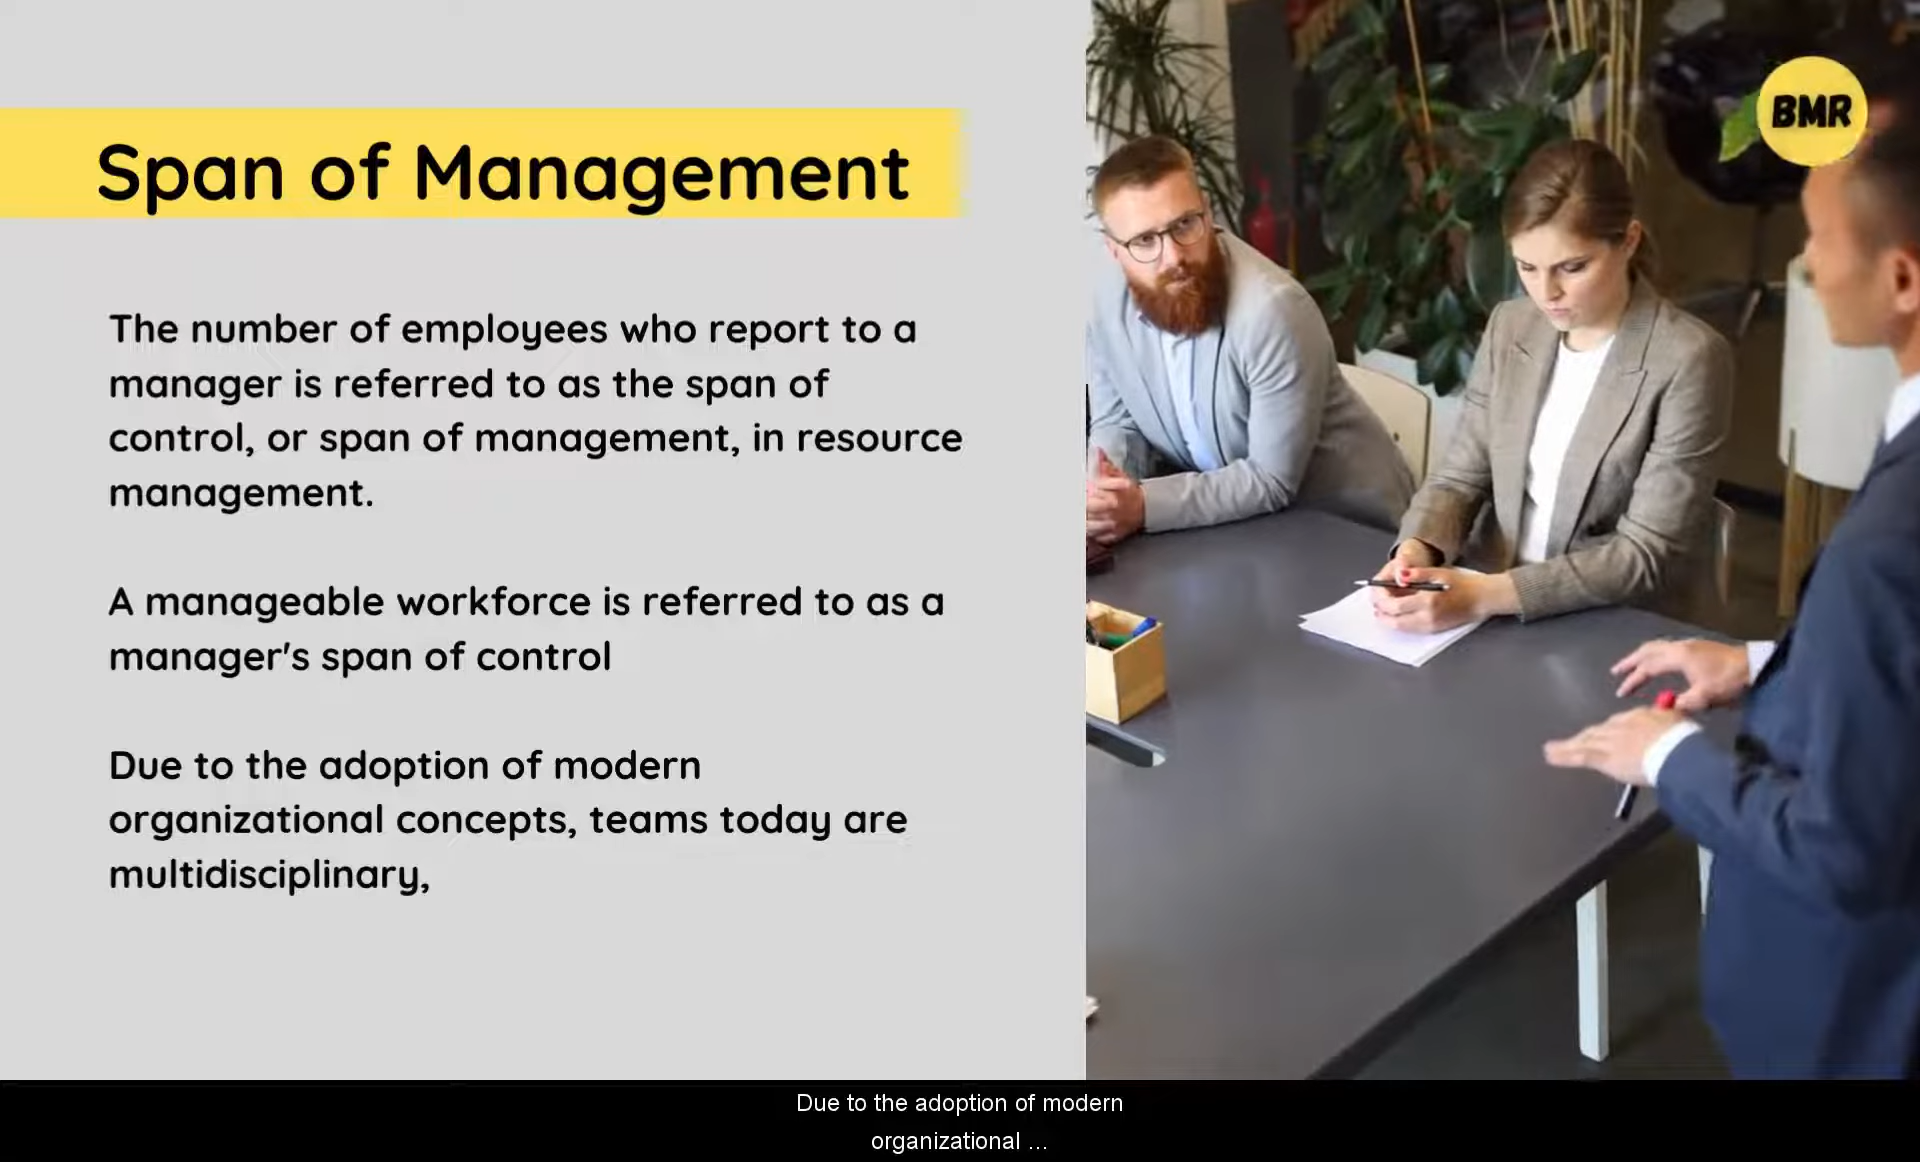 BMR
Span of Management
The number of employees who report to a
manager is referred to as the span of
control, or span of management, in resource
management.
A manageable workforce is referred to as a
manager's span of control
Due to the adoption of modern
organizational concepts, teams today are
multidisciplinary,
Due to the adoption of modern
organizational ...